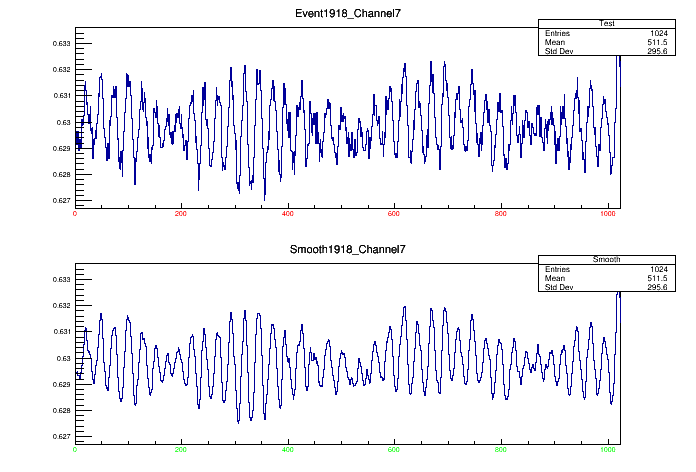 Event1918_Channel7
Test
Entries 1024
Mean 511.5
Std Dev 295.6
0.633
0.632
0.631
0.63
0.629
0.628
0.627
0 200 400 600 800 1000
Smooth1918_Channel7
Smooth
Entries 1024
Mean 511.5
Std Dev 295.6
0.633
0.632
0.631
0.63
0.629
0.628
0.627
0 200 400 600 800 1000